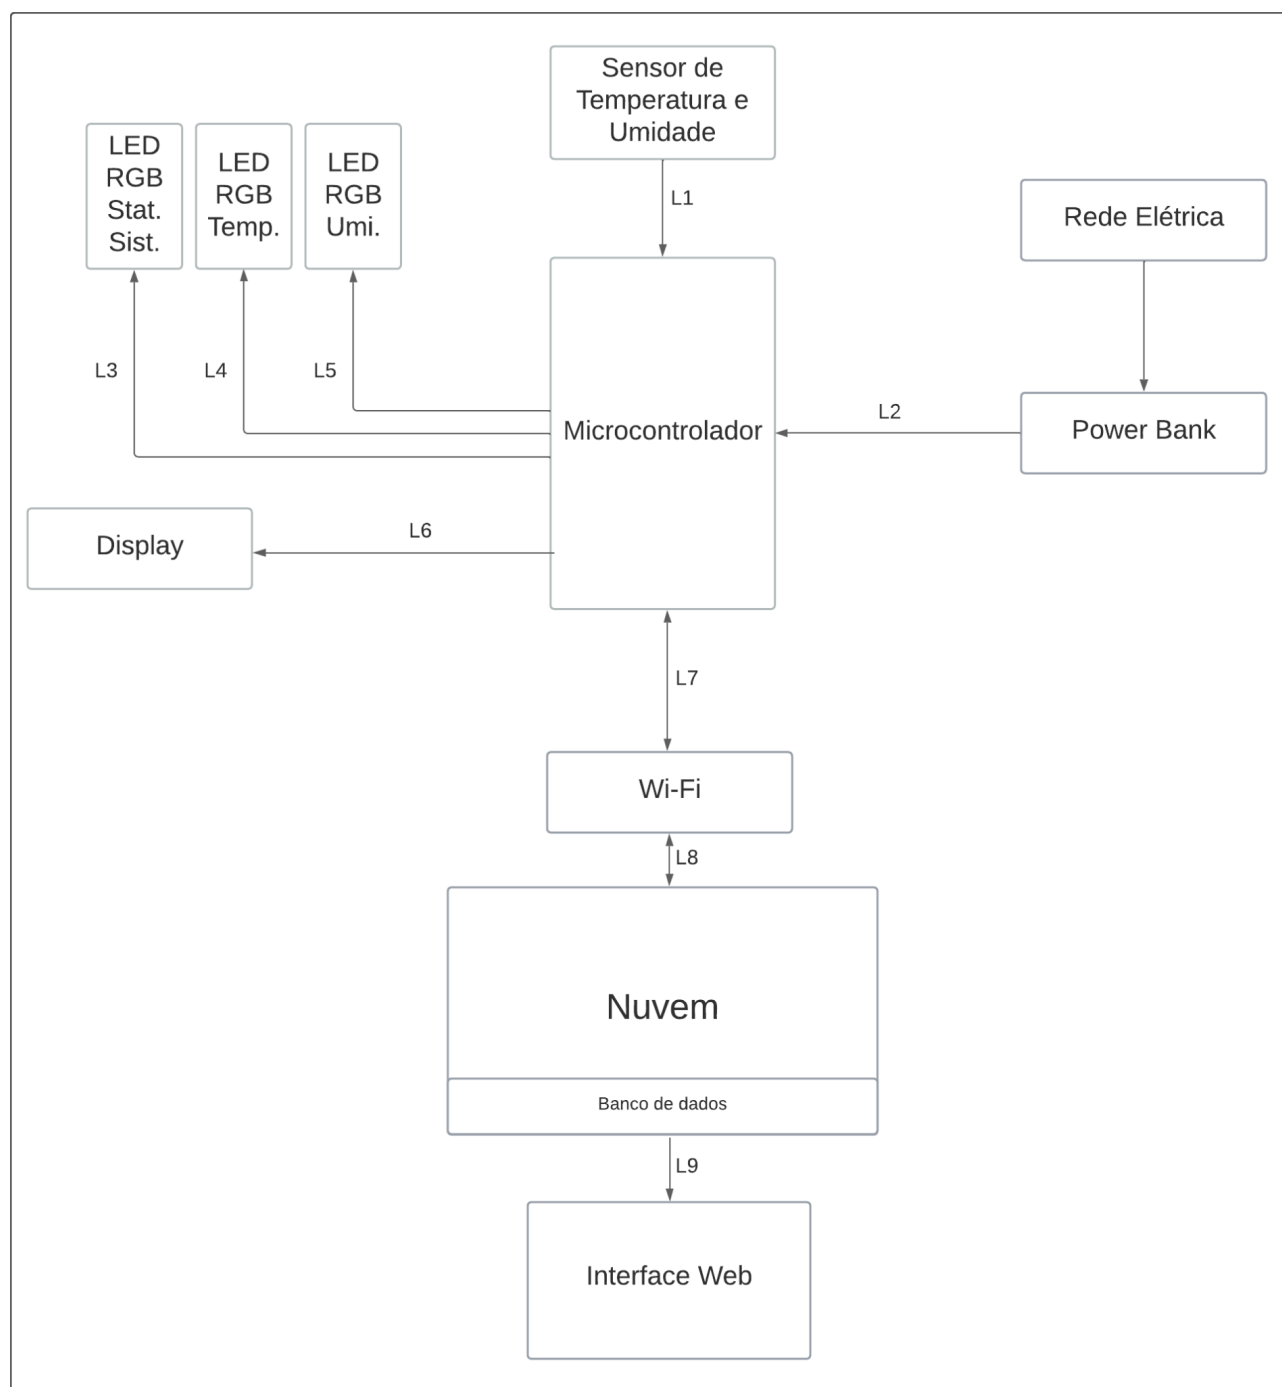 Sensor de
Temperatura e
Umidade
LED
RGB
Stat.
Sist.
LED
RGB
Temp.
LED
RGB
Umi.
L1
Rede Elétrica
L3
L4
L5
L2
Microcontrolador
Power Bank
L6
Display
L7
Wi-Fi
L8
Nuvem
Banco de dados
L9
Interface Web